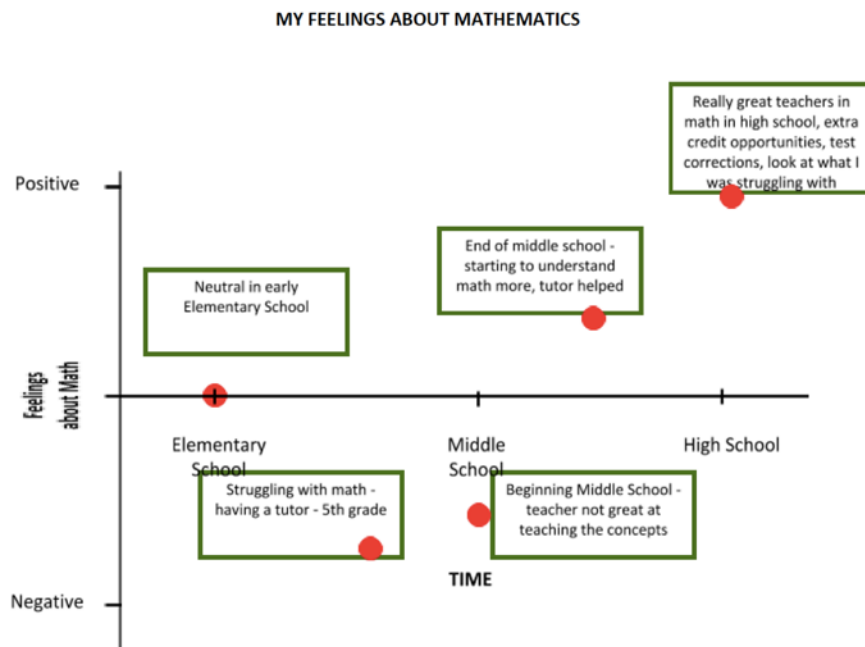 MY FEELINGS ABOUT MATHEMATICS
Really great teachers in
math in high school, extra
credit opportunities, test
corrections, look at what I
was struggling with
Positive
End of middle school -
starting to understand
math more, tutor helped
Neutral in early
Elementary School
Feelings
about Math
Elementary
School
Middle
School
High School
Struggling with math -
having a tutor - 5th grade
Beginning Middle School -
teacher not great at
teaching the concepts
TIME
Negative